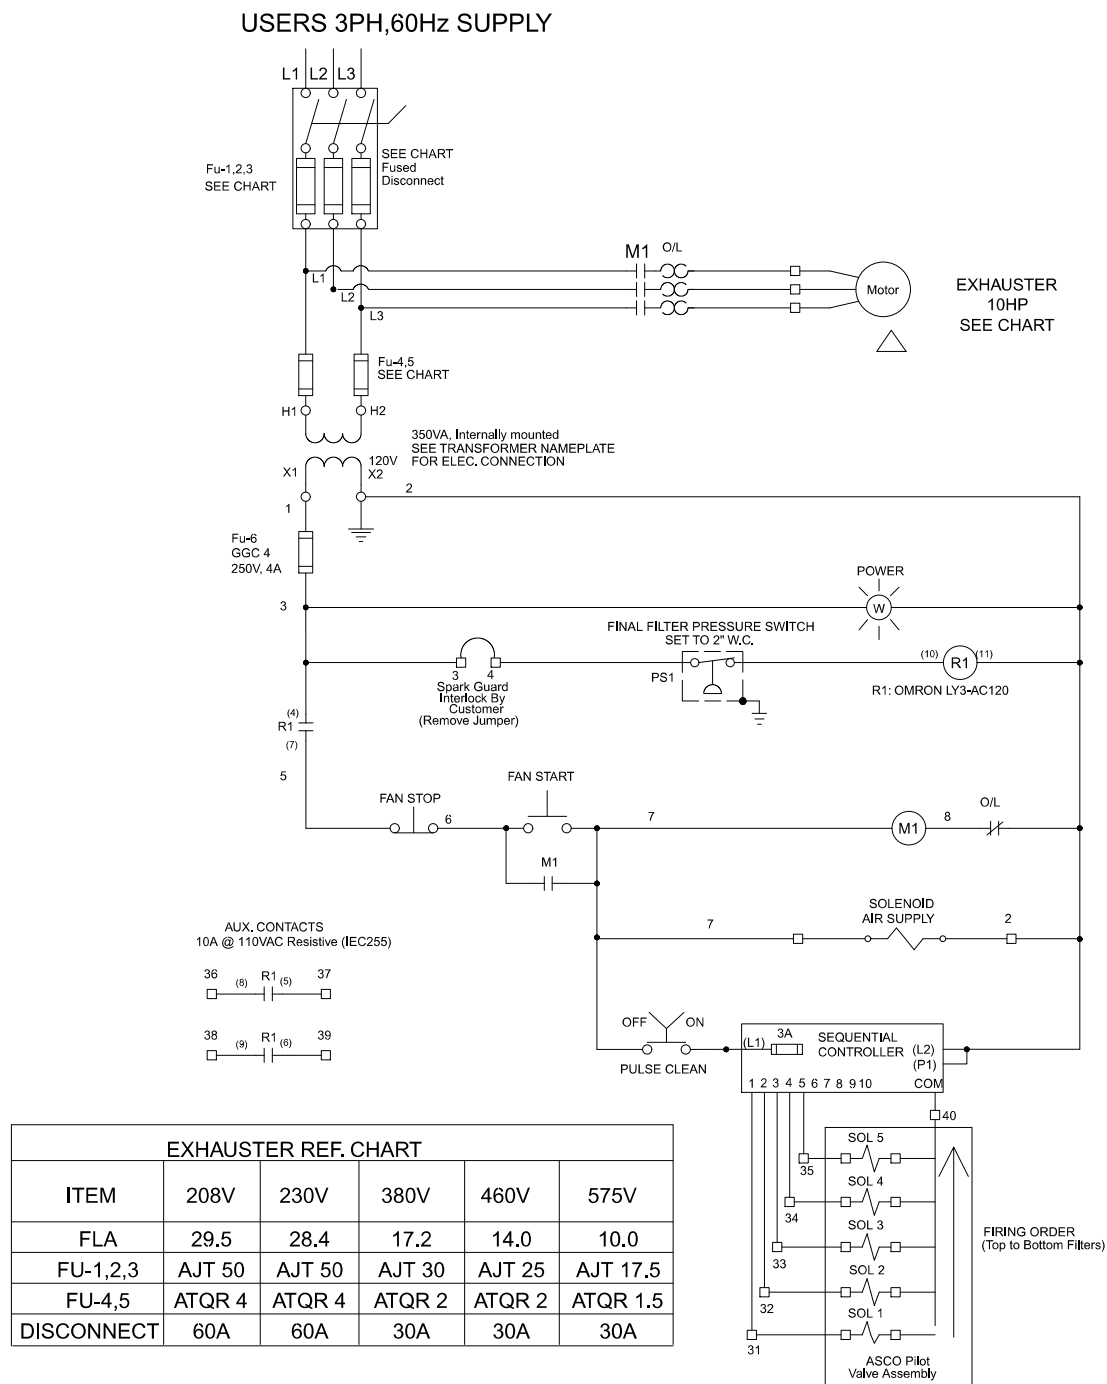 USERS 3PH,60Hz SUPPLY
L1 L2 L3
SEE CHART
Fused
Disconnect
Fu-1,2,3
SEE CHART
M1 O/L
L1
L2
L3
Motor
EXHAUSTER
10HP
SEE CHART
Fu-4,5
SEE CHART
H1 H2
350VA, Internally mounted
SEE TRANSFORMER NAMEPLATE
FOR ELEC. CONNECTION
120V
X1 X2
1
2
Fu-6
GGC 4
250V, 4A
POWER
3
W
FINAL FILTER PRESSURE SWITCH
SET TO 2" W.C.
3 4
Spark Guard
Interlock By
Customer
(Remove Jumper)
PS1
(10) R1 (11)
R1: OMRON LY3-AC120
(4)
R1
(7)
5
FAN STOP
6
FAN START
M1
7
M1
8
O/L
SOLENOID
AIR SUPPLY
7
2
AUX. CONTACTS
10A @ 110VAC Resistive (IEC255)
36 (8) R1 (5) 37
38 (9) R1 (6) 39
OFF ON
PULSE CLEAN
(L1) 3A SEQUENTIAL
CONTROLLER (L2)
(P1)
1 2 3 4 5 6 7 8 9 10 COM
40
SOL 5
35
SOL 4
34
SOL 3
33
SOL 2
32
SOL 1
31
ASCO Pilot
Valve Assembly
FIRING ORDER
(Top to Bottom Filters)
EXHAUSTER REF. CHART
ITEM 208V 230V 380V 460V 575V
FLA 29.5 28.4 17.2 14.0 10.0
FU-1,2,3 AJT 50 AJT 50 AJT 30 AJT 25 AJT 17.5
FU-4,5 ATQR 4 ATQR 4 ATQR 2 ATQR 2 ATQR 1.5
DISCONNECT 60A 60A 30A 30A 30A